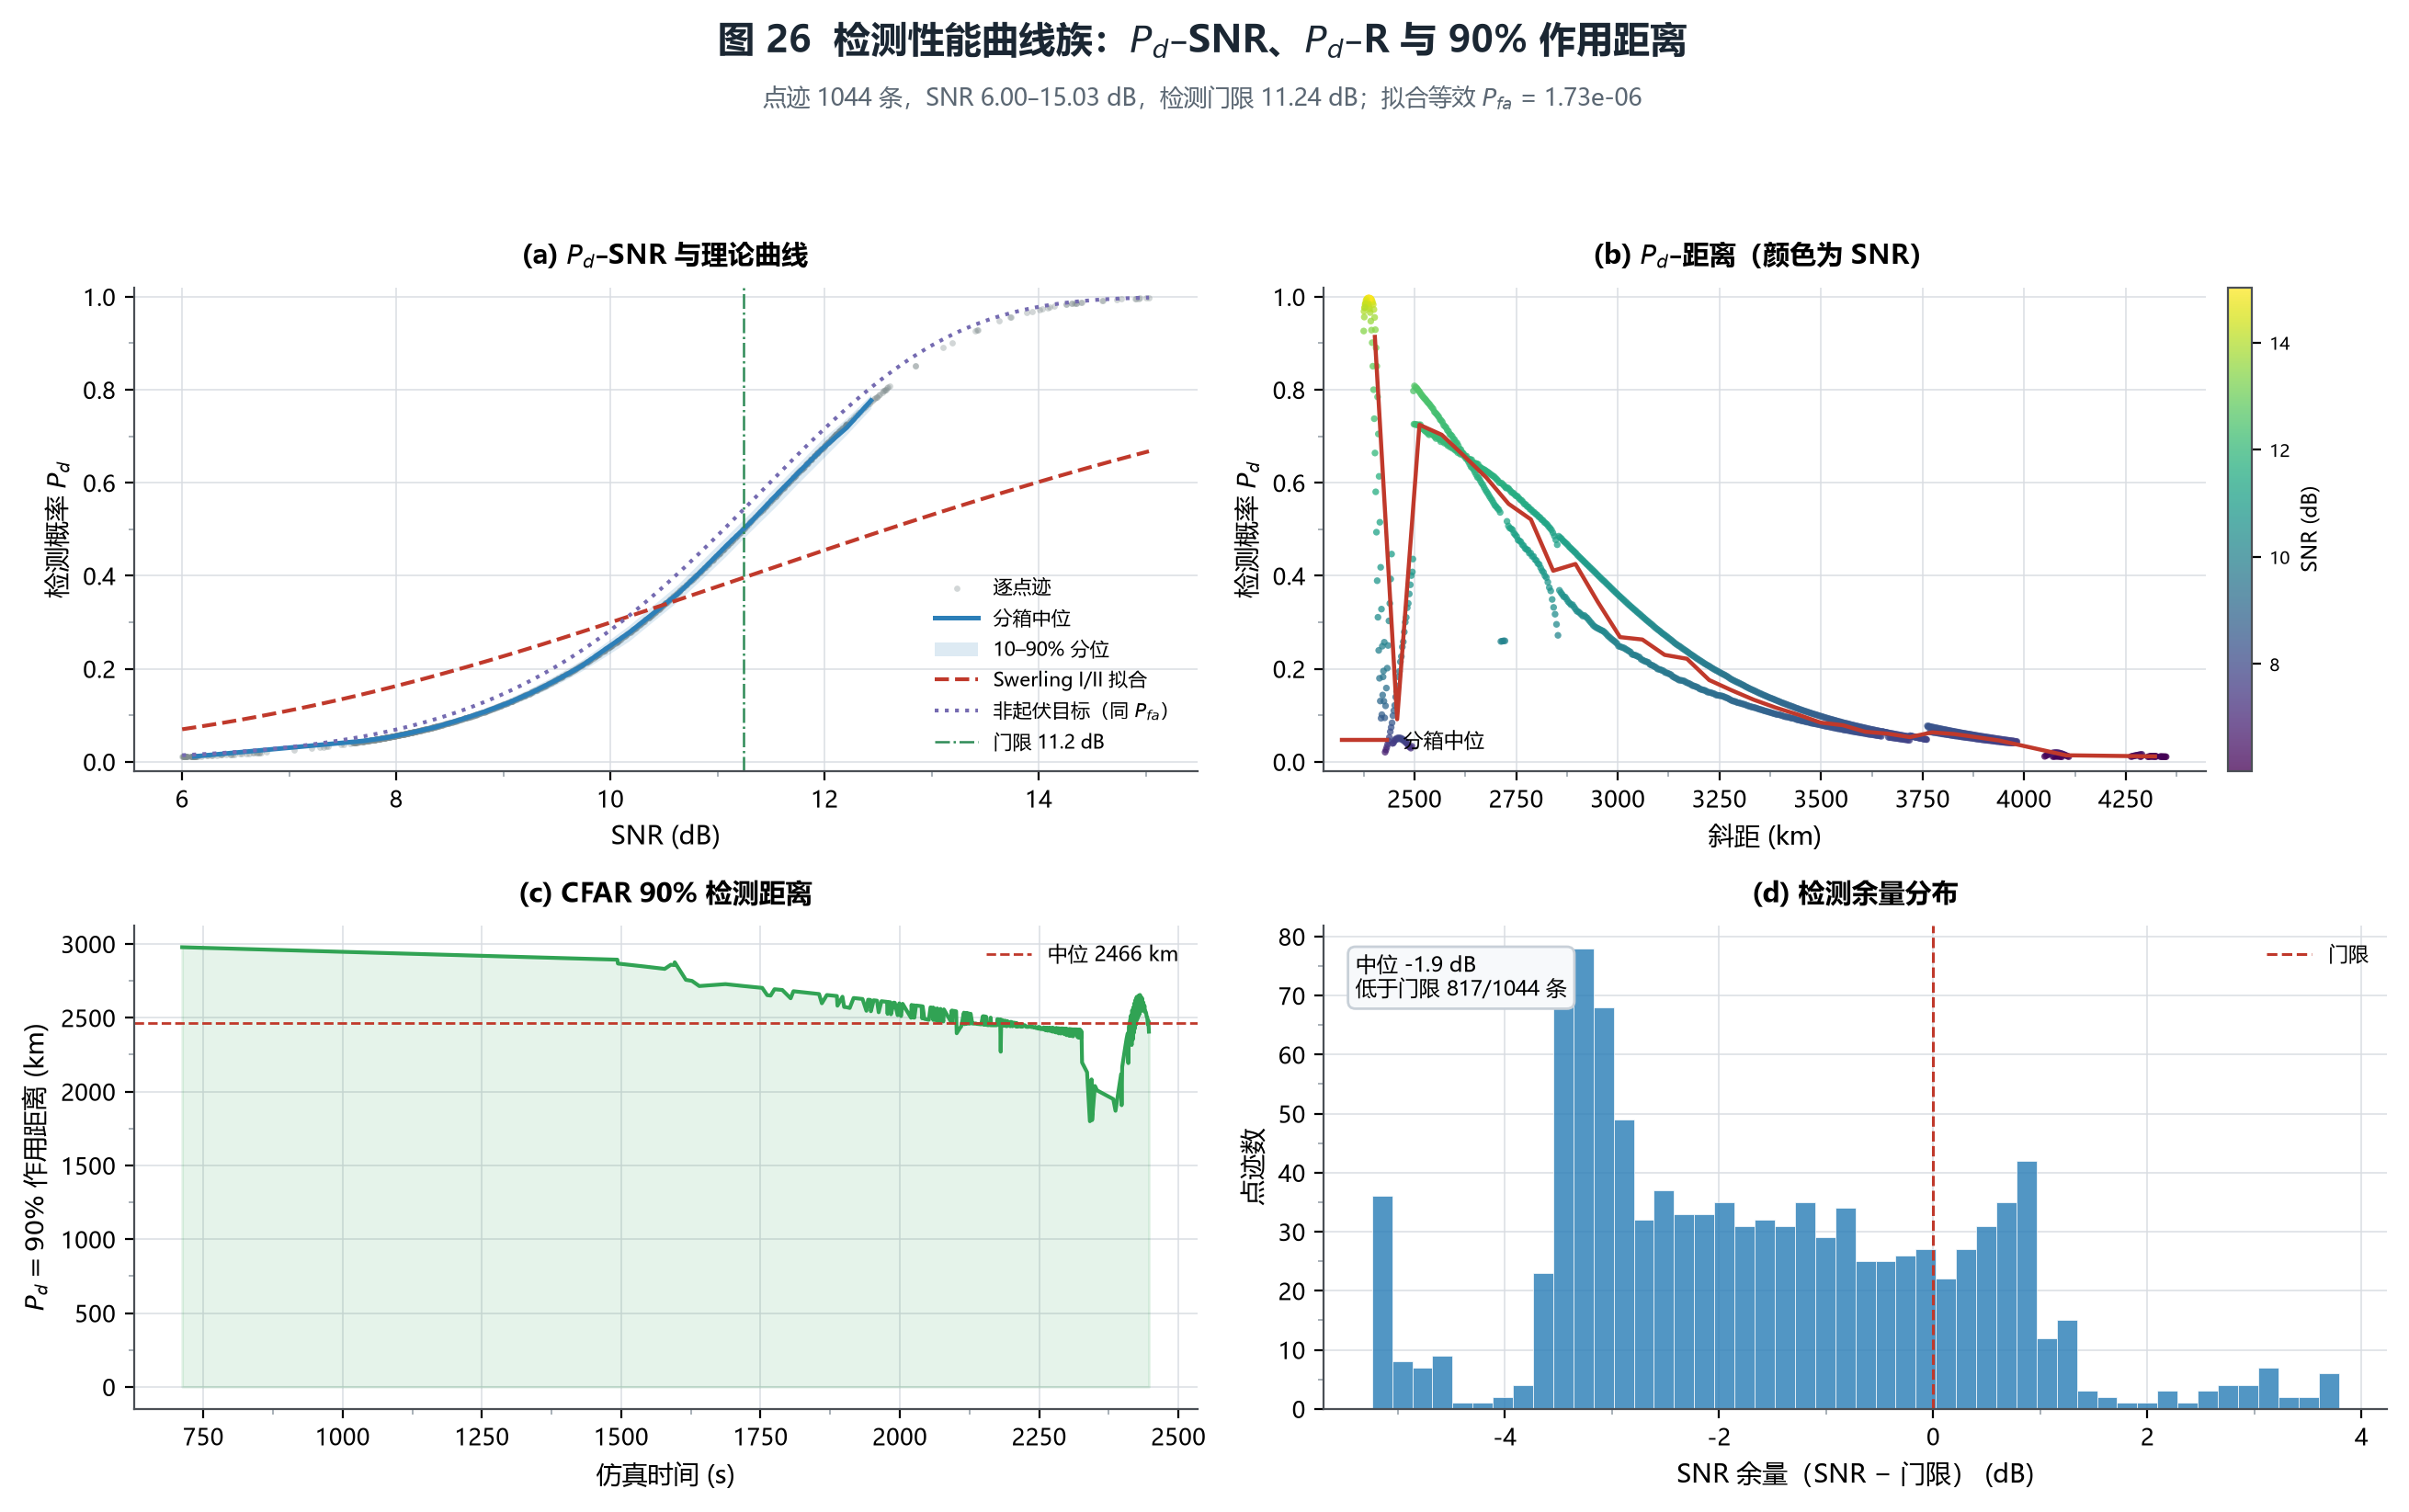 图 26 检测性能曲线族：P_d–SNR、P_d–R 与 90% 作用距离
点迹 1044 条，SNR 6.00–15.03 dB，检测门限 11.24 dB；拟合等效 P_fa = 1.73e-06
(a) P_d–SNR 与理论曲线
1.0
0.8
0.6
0.4
0.2
0.0
检测概率 P_d
6 8 10 12 14
SNR (dB)
逐点迹
分箱中位
10–90% 分位
Swerling I/II 拟合
非起伏目标（同 P_fa）
门限 11.2 dB
(b) P_d–距离（颜色为 SNR）
1.0
0.8
0.6
0.4
0.2
0.0
检测概率 P_d
分箱中位
2500 2750 3000 3250 3500 3750 4000 4250
斜距 (km)
14
12
10
8
SNR (dB)
(c) CFAR 90% 检测距离
3000
2500
2000
1500
1000
500
0
P_d = 90% 作用距离 (km)
中位 2466 km
750 1000 1250 1500 1750 2000 2250 2500
仿真时间 (s)
(d) 检测余量分布
80
70
60
50
40
30
20
10
0
点迹数
中位 -1.9 dB
低于门限 817/1044 条
门限
-4 -2 0 2 4
SNR 余量（SNR − 门限） (dB)